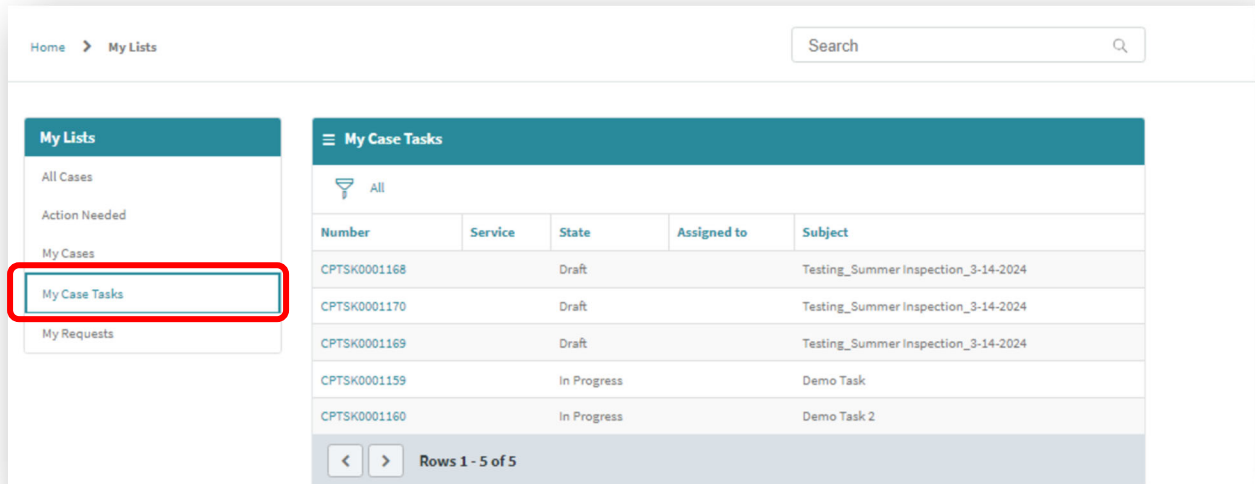 Home > My Lists
Search
My Lists
All Cases
Action Needed
My Cases
My Case Tasks
My Requests
My Case Tasks
All
Number Service State Assigned to Subject
CPTSK0001168 Draft Testing_Summer Inspection_3-14-2024
CPTSK0001170 Draft Testing_Summer Inspection_3-14-2024
CPTSK0001169 Draft Testing_Summer Inspection_3-14-2024
CPTSK0001159 In Progress Demo Task
CPTSK0001160 In Progress Demo Task 2
< > Rows 1 - 5 of 5